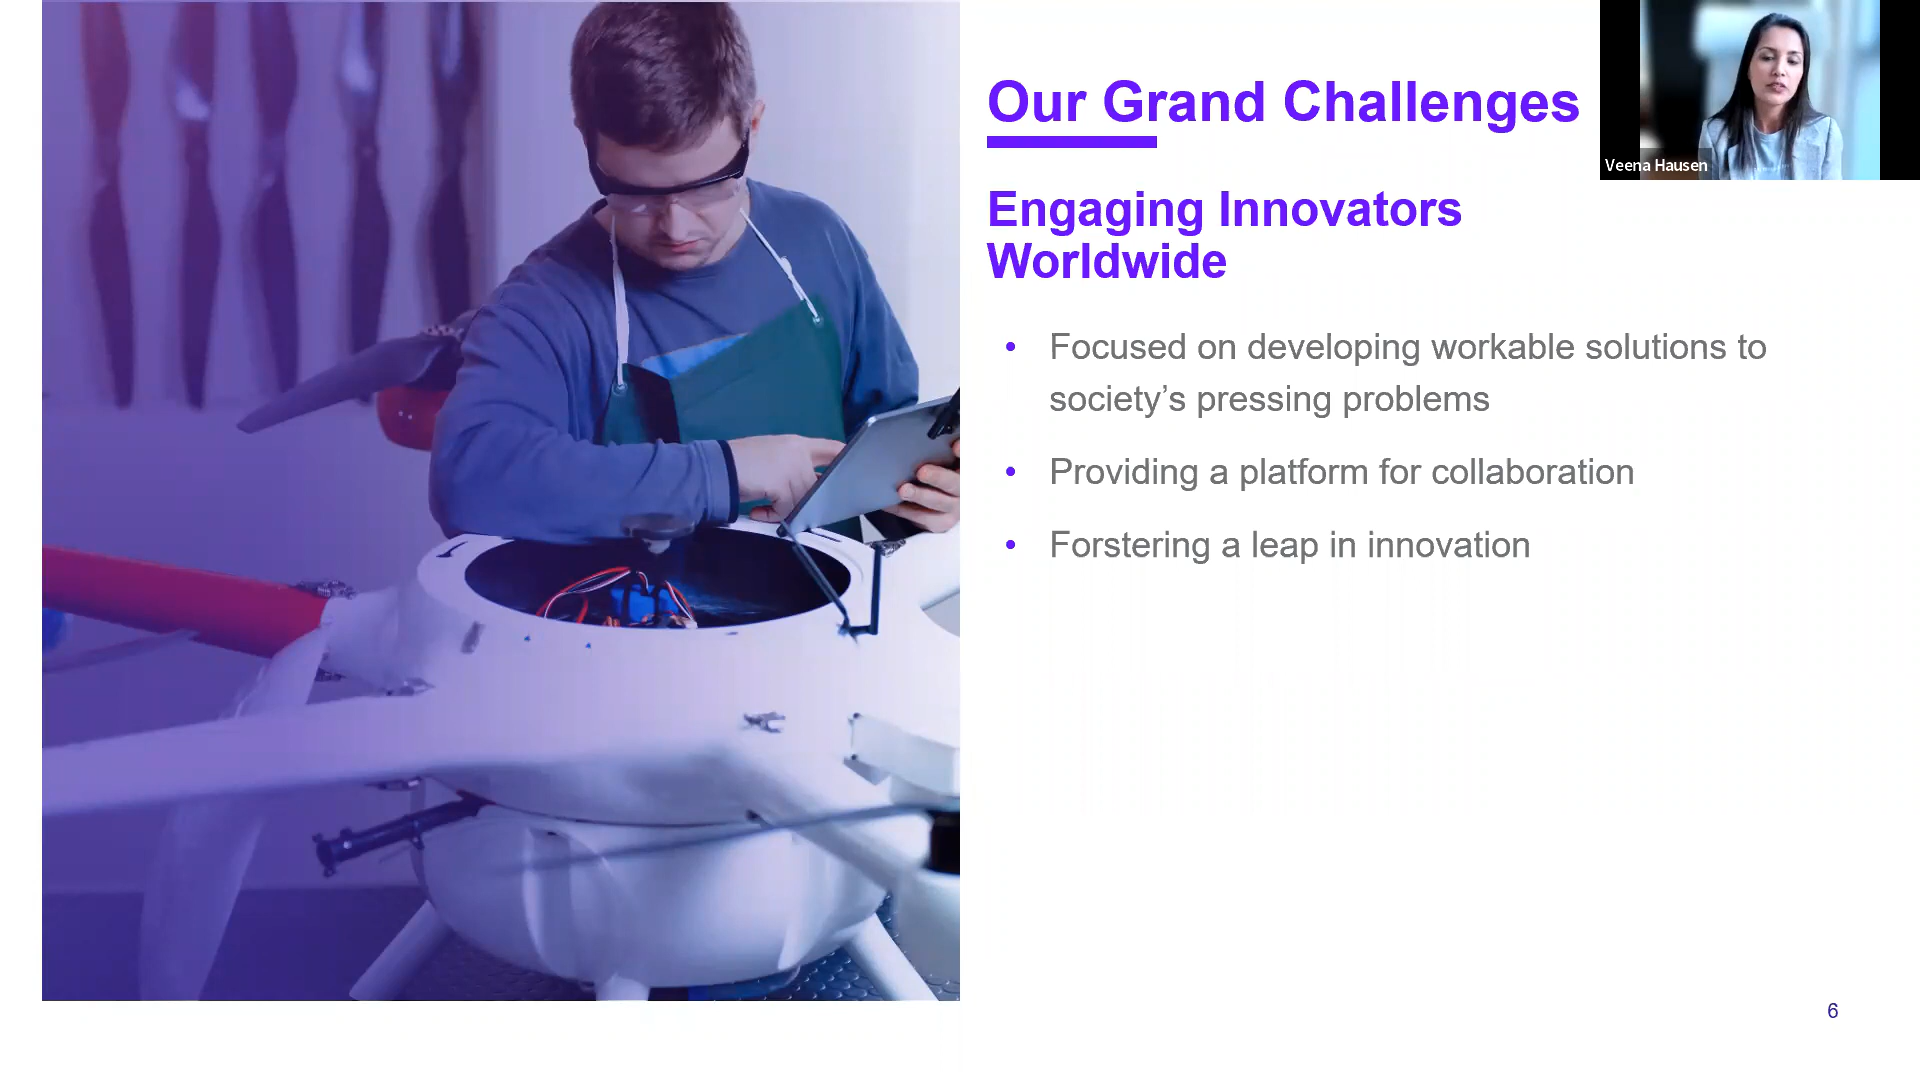 Our Grand Challenges
Veena Hausen
Engaging Innovators
Worldwide
• Focused on developing workable solutions to
society’s pressing problems
• Providing a platform for collaboration
• Forstering a leap in innovation
6